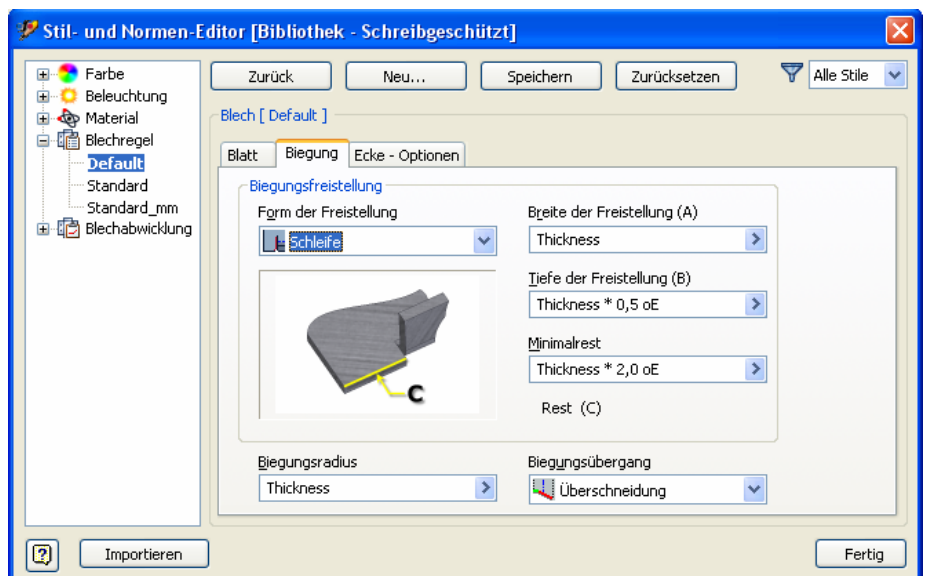 Stil- und Normen-Editor [Bibliothek - Schreibgeschützt]
Farbe
Beleuchtung
Material
Blechregel
Default
Standard
Standard_mm
Blechabwicklung
Zurück
Neu...
Speichern
Zurücksetzen
Alle Stile
Blech [ Default ]
Blatt
Biegung
Ecke - Optionen
Biegungsfreistellung
Form der Freistellung
Schleife
C
Breite der Freistellung (A)
Thickness
Tiefe der Freistellung (B)
Thickness * 0,5 oE
Minimalrest
Thickness * 2,0 oE
Rest (C)
Biegungsradius
Thickness
Biegungsübergang
Überschneidung
?
Importieren
Fertig